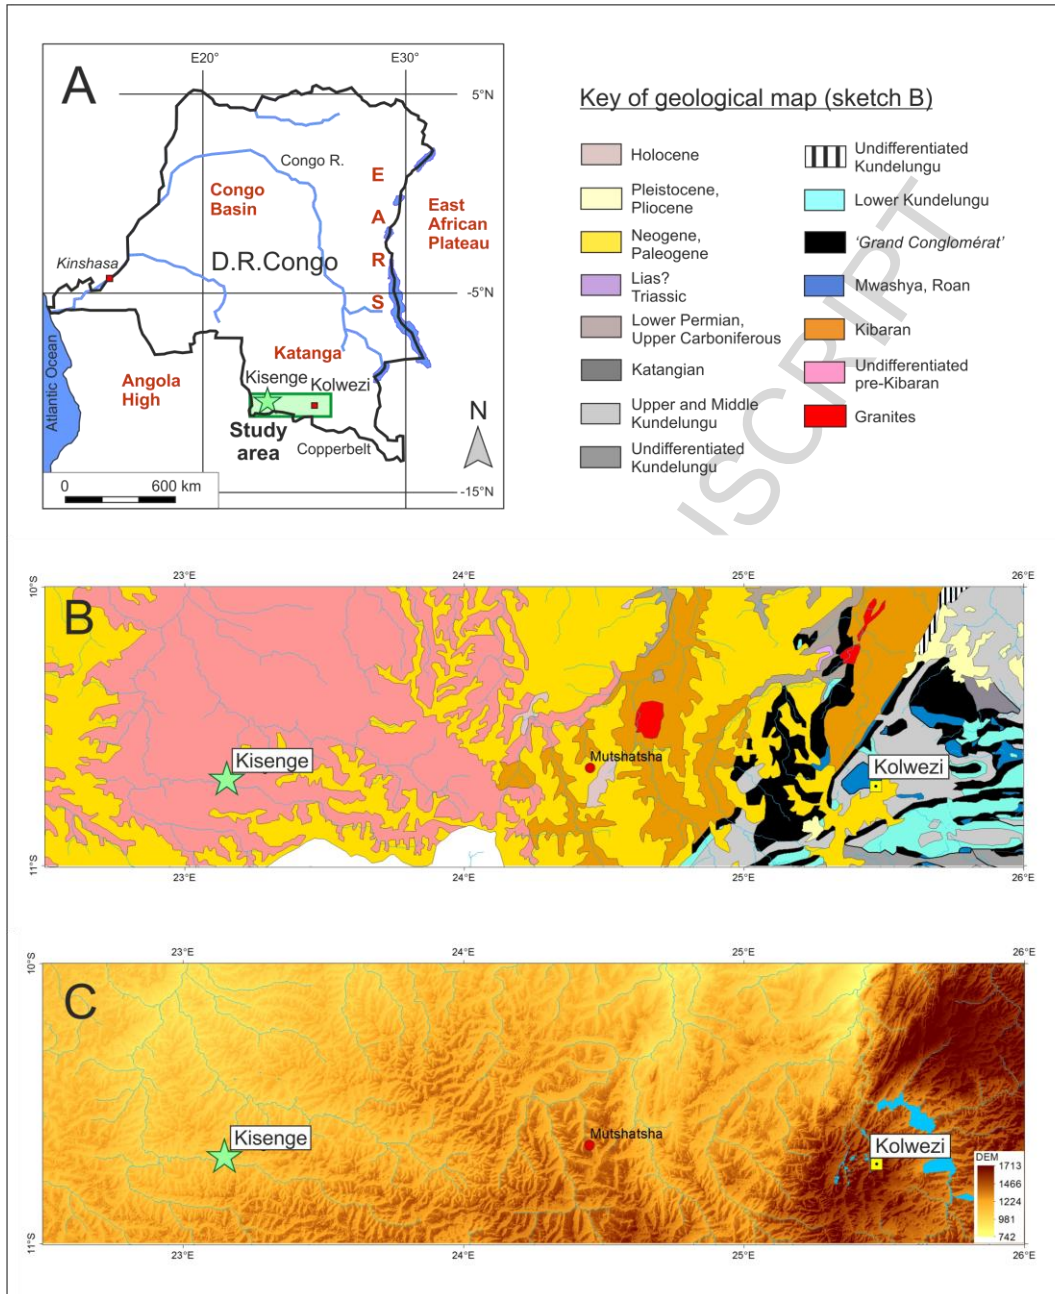 A
E20°
E30°
5°N
Congo R.
E
A
R
S
Congo
Basin
East
African
Plateau
Kinshasa
D.R.Congo
-5°N
Katanga
Kisenge
Kolwezi
Angola
High
Atlantic Ocean
Study
area
Copperbelt
N
0
600 km
-15°N
Key of geological map (sketch B)
Holocene
Pleistocene,
Pliocene
Neogene,
Paleogene
Lias?
Triassic
Lower Permian,
Upper Carboniferous
Katangian
Upper and Middle
Kundelungu
Undifferentiated
Kundelungu
Undifferentiated
Kundelungu
Lower Kundelungu
'Grand Conglomérat'
Mwashya, Roan
Kibaran
Undifferentiated
pre-Kibaran
Granites
USCRIPT
B
23°E
24°E
25°E
26°E
10°S
Kisenge
Mutshatsha
Kolwezi
11°S
23°E
24°E
25°E
26°E
C
23°E
24°E
25°E
26°E
10°S
Kisenge
Mutshatsha
Kolwezi
DEM
1713
1466
1224
981
742
11°S
23°E
24°E
25°E
26°E